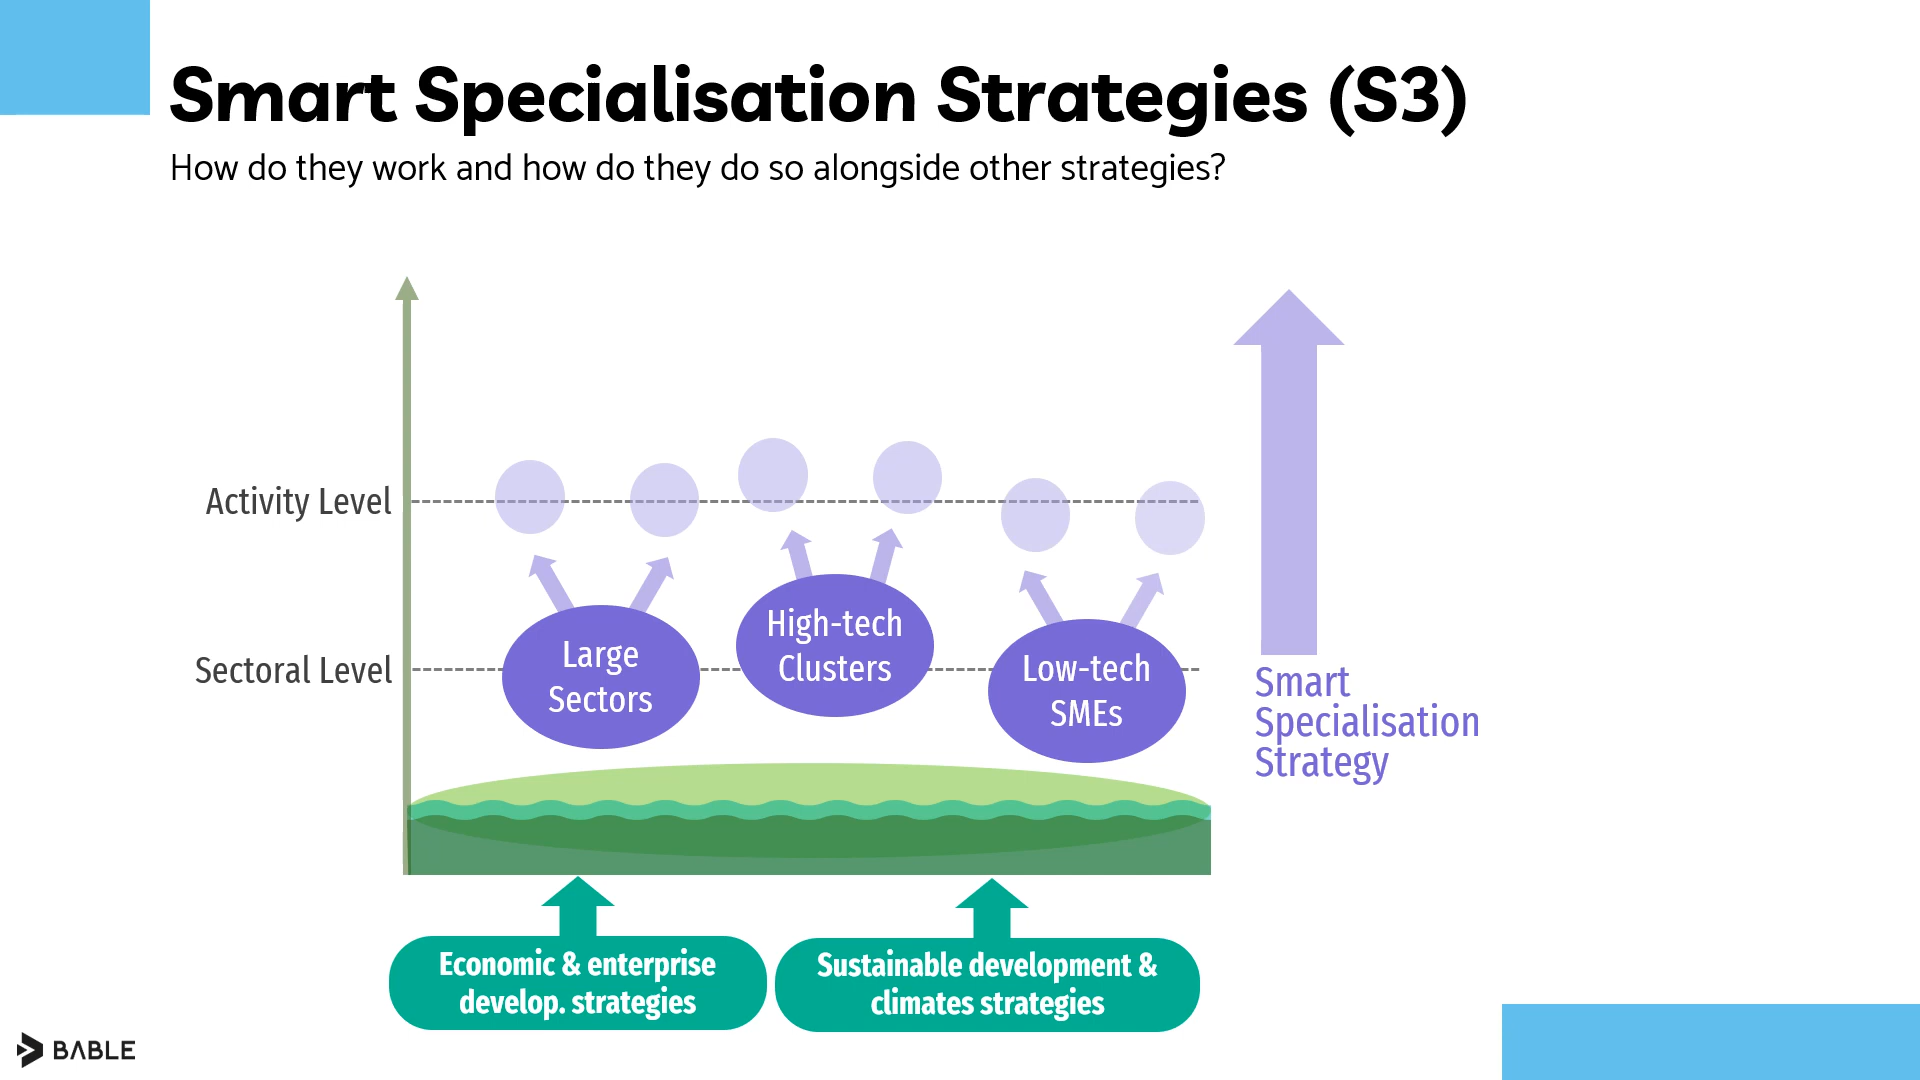 Smart Specialisation Strategies (S3)
How do they work and how do they do so alongside other strategies?
Activity Level
Sectoral Level
Large
Sectors
High-tech
Clusters
Low-tech
SMEs
Smart
Specialisation
Strategy
Economic & enterprise
develop. strategies
Sustainable development &
climates strategies
BABLE